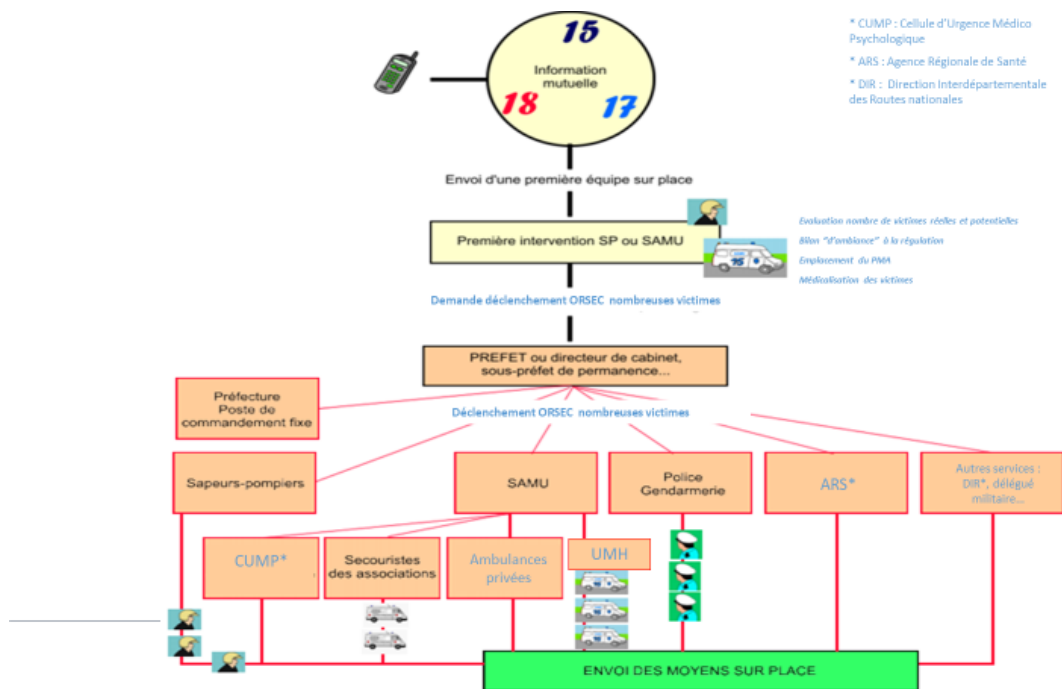 15
Information
mutuelle
18
17
* CUMP : Cellule d'Urgence Médico
Psychologique
* ARS : Agence Régionale de Santé
* DIR : Direction Interdépartementale
des Routes nationales
Envoi d'une première équipe sur place
Première intervention SP ou SAMU
15
Evaluation nombre de victimes réelles et potentielles
Bilan "d'ambiance" à la régulation
Emplacement du PMA
Médicalisation des victimes
Demande déclenchement ORSEC nombreuses victimes
PREFET ou directeur de cabinet,
sous-préfet de permanence...
Préfecture
Poste de
commandement fixe
Déclenchement ORSEC nombreuses victimes
Sapeurs-pompiers
SAMU
Police
Gendarmerie
ARS*
Autres services :
DIR*, délégué
militaire...
CUMP*
Secouristes
des associations
Ambulances
privées
UMH
ENVOI DES MOYENS SUR PLACE